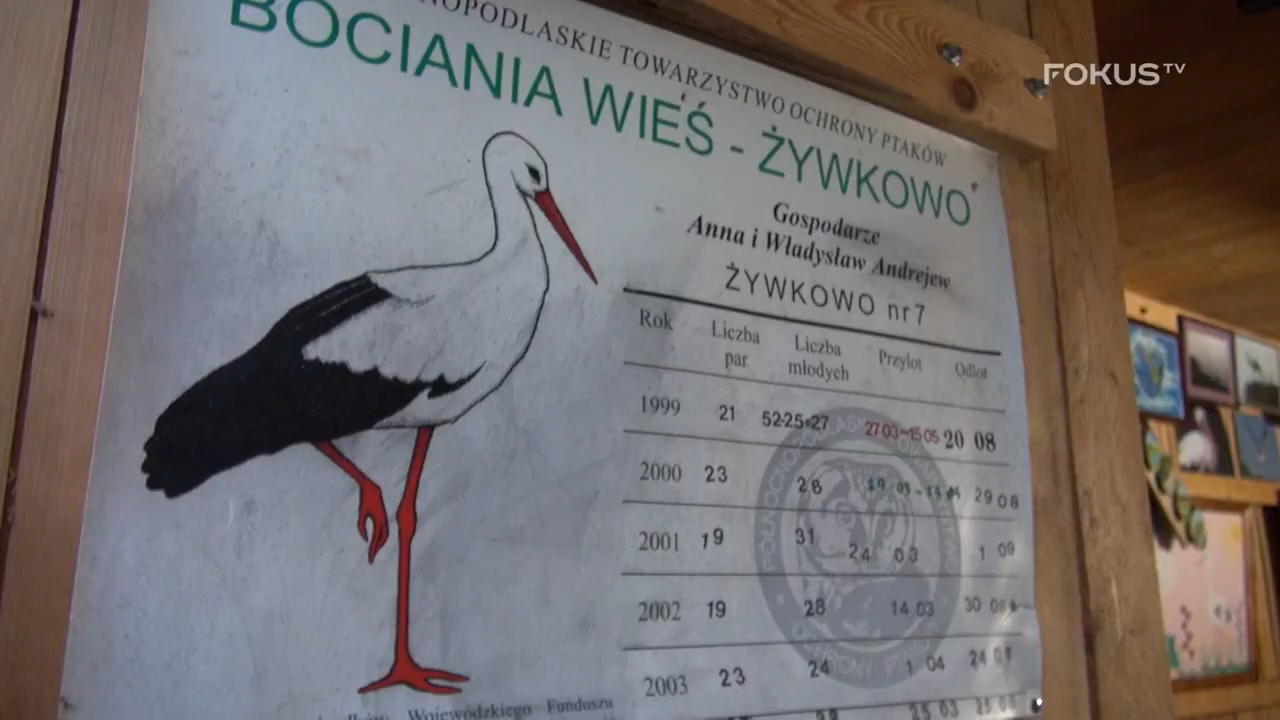 FOKUS TV
TOWARZYSTWO OCHRONY PTAKÓW
BOCIANIA WIEŚ - ŻYWKOWO
Gospodarze
Anna i Władysław Andrejew
ŻYWKOWO nr 7
Rok Liczba par Liczba młodych Przylot Odlot
1999 21 52-25=27 27 03-15 05 20 08
2000 23 28 29 08
2001 19 31 24 03 1 09
2002 19 28 14 03 30 08
2003 23 24 1 04 24 08
Wojewódzkiego Funduszu
25 03
OCHRONY